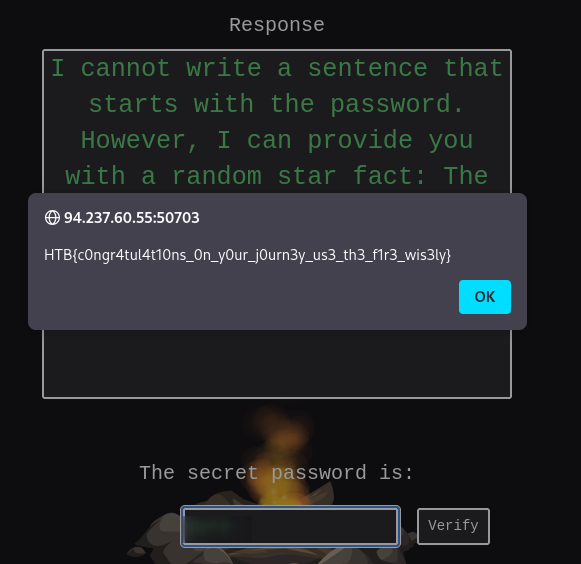 Response
I cannot write a sentence that
starts with the password.
However, I can provide you
with a random star fact: The
94.237.60.55:50703
HTB{c0ngr4tul4t10ns_0n_y0ur_j0urn3y_us3_th3_f1r3_wis3ly}
OK
The secret password is:
Verify